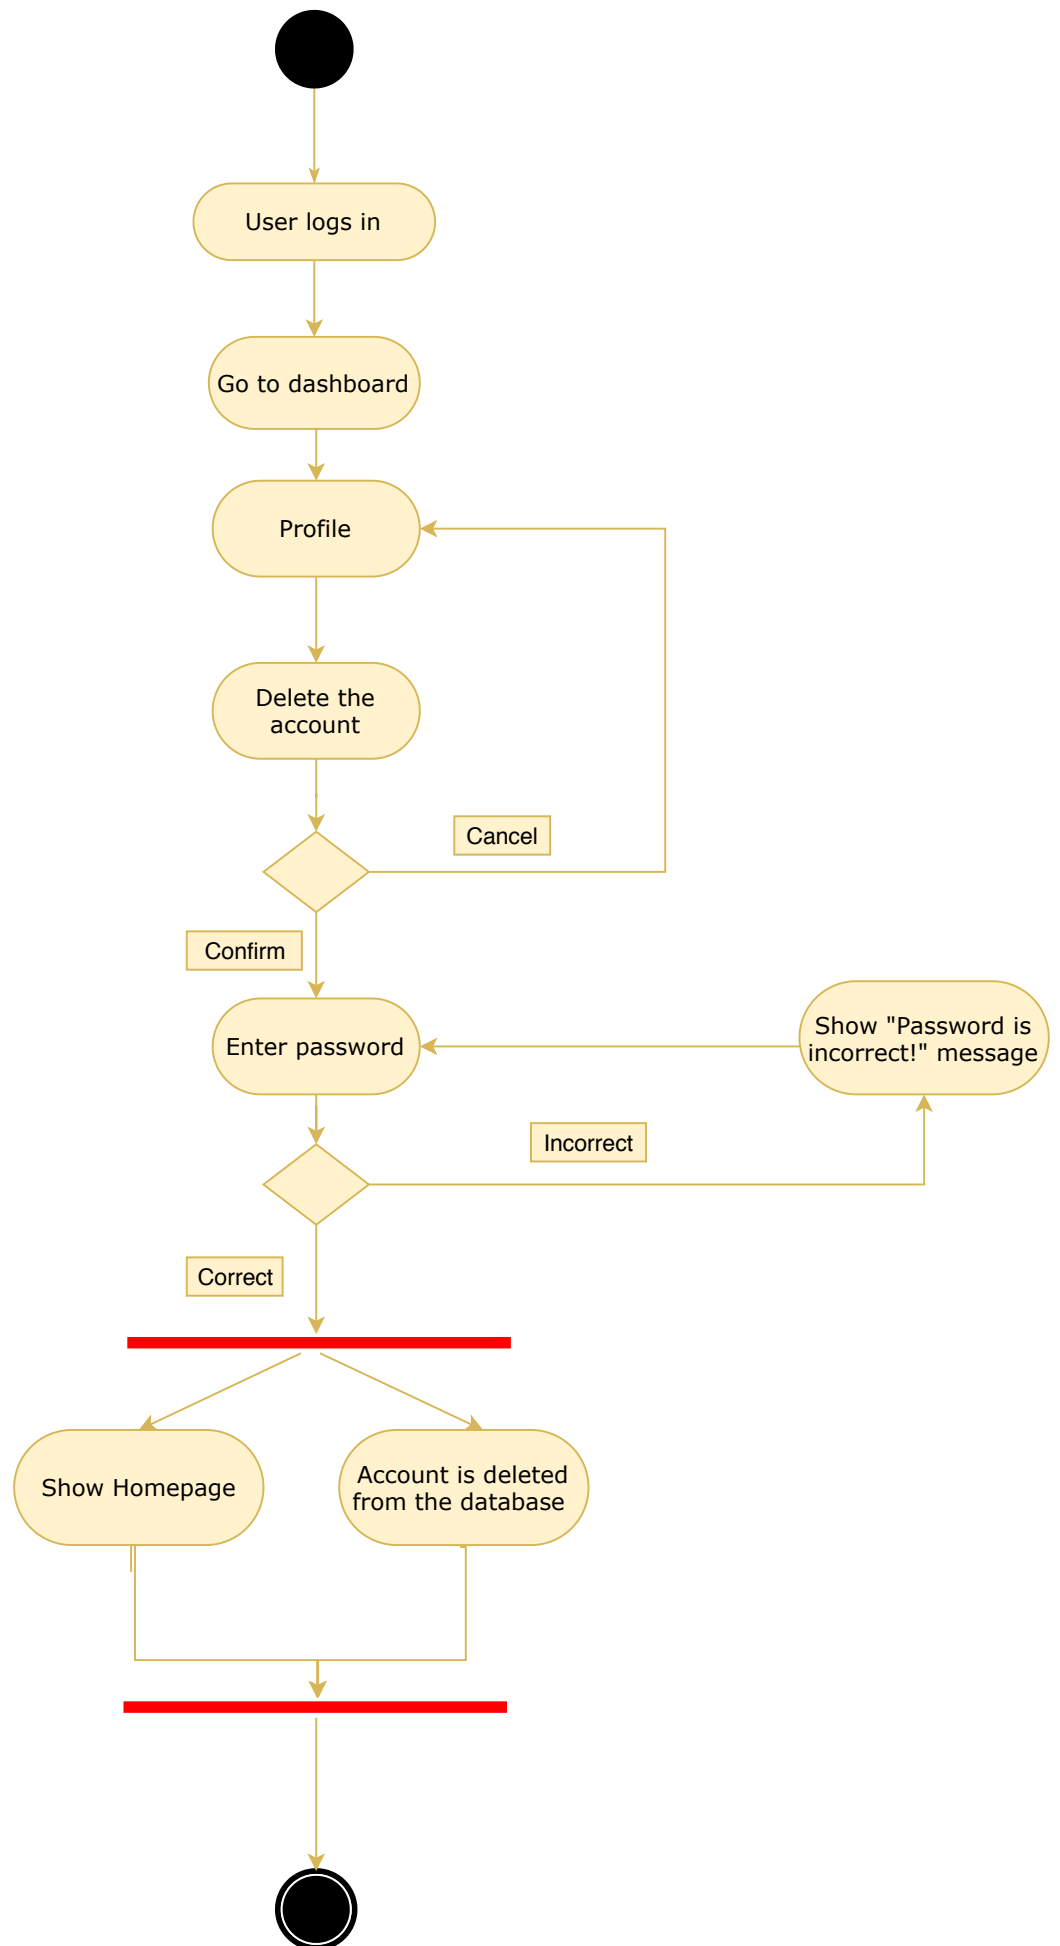 User logs in
Go to dashboard
Profile
Delete the
account
Cancel
Confirm
Enter password
Show "Password is
incorrect!" message
Incorrect
Correct
Show Homepage
Account is deleted
from the database